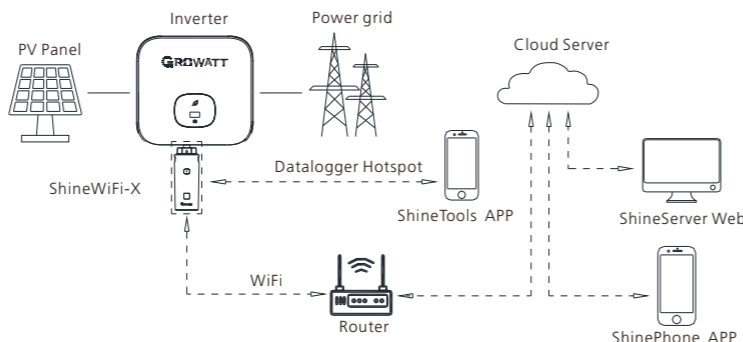 Inverter
Power grid
PV Panel
Cloud Server
GROWATT
Datalogger Hotspot
ShineWiFi-X
ShineTools APP
ShineServer Web
WiFi
Router
ShinePhone APP